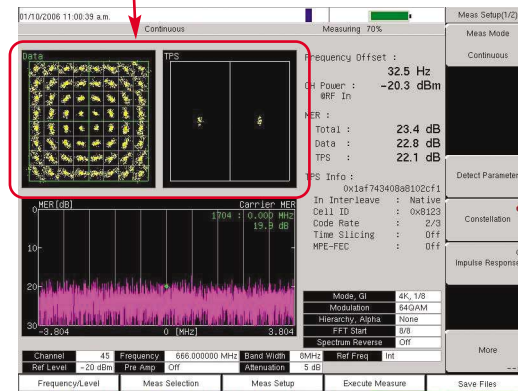 01/10/2006 11:00:39 a.m.
Meas Setup(1/2)
Continuous
Measuring 70%
Meas Mode
Continuous
Data
TPS
Frequency Offset :
32.5 Hz
CH Power : -20.3 dBm
@RF In
MER :
Total : 23.4 dB
Data : 22.8 dB
TPS : 22.1 dB
TPS Info :
0x1af743408a8102cf1
In Interleave : Native
Cell ID : 0x8123
Code Rate : 2/3
Time Slicing : Off
MPE-FEC : Off
Detect Parameter
Constellation
Impulse Response
More
MER[dB]
Carrier MER
1704 : 0.000 MHz
19.9 dB
0
10
20
30
-3.804
0 [MHz]
3.804
Mode, GI 4K, 1/8
Modulation 64QAM
Hierarchy, Alpha None
FFT Start 8/8
Spectrum Reverse Off
Channel 45 Frequency 666.000000 MHz Band Width 8MHz Ref Freq Int
Ref Level -20 dBm Pre Amp Off Attenuation 5 dB
Frequency/Level
Meas Selection
Meas Setup
Execute Measure
Save Files